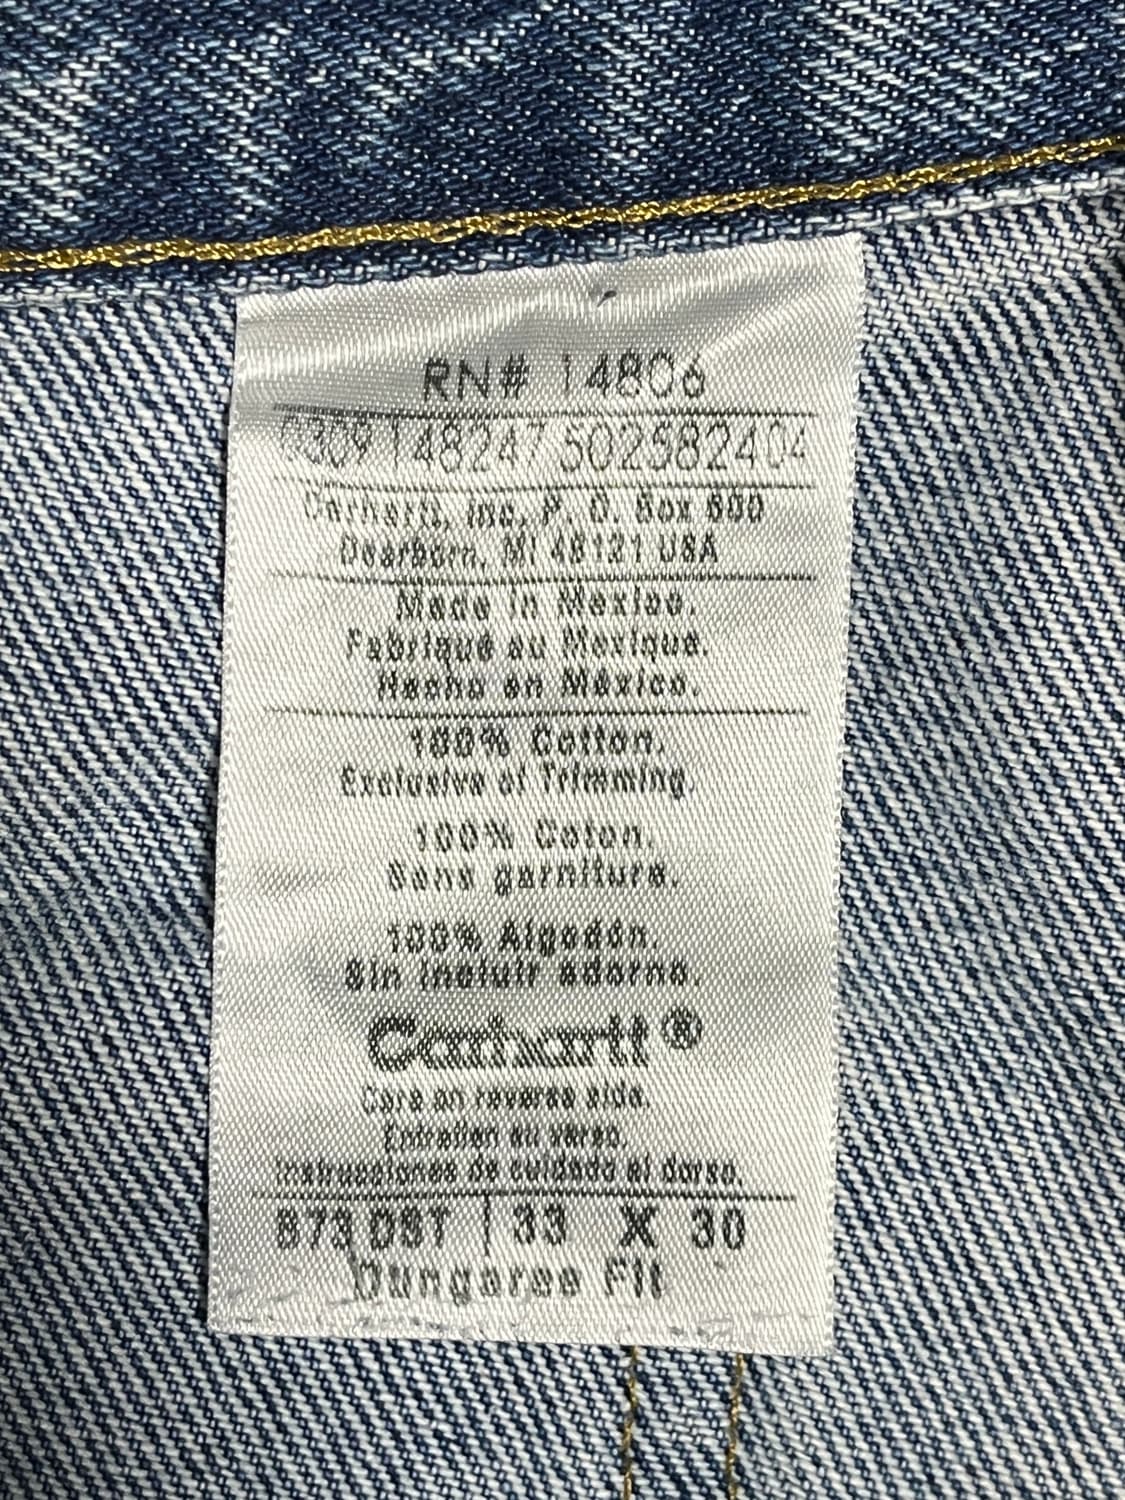 RN# 14806
0309 | 48247 502582404
Carhartt, Inc. P. O. Box 600
Dearborn, MI 48121 USA
Made in Mexico.
Fabriqué au Mexique.
Hecho en México.
100% Cotton.
Exclusive of Trimming.
100% Coton.
Sans garniture.
100% Algodón.
Sin incluir adorno.
Carhartt®
Care on reverse side.
Entretien au verso.
Instrucciones de cuidado al dorso.
B73 DST | 33 X 30
Dungaree Fit